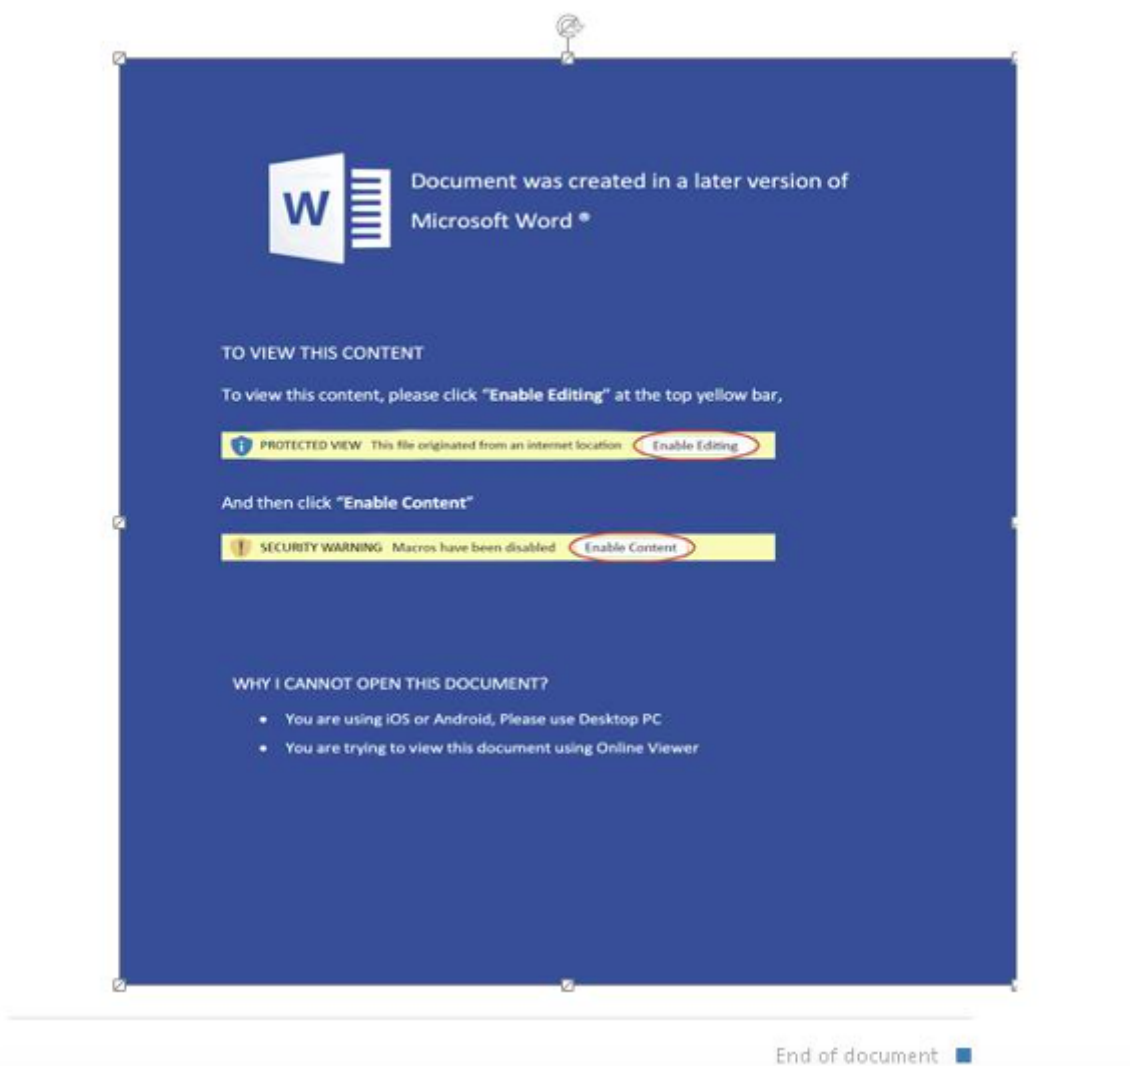 W
Document was created in a later version of
Microsoft Word ®
TO VIEW THIS CONTENT
To view this content, please click “Enable Editing” at the top yellow bar,
PROTECTED VIEW This file originated from an internet location Enable Editing
And then click “Enable Content”
! SECURITY WARNING Macros have been disabled Enable Content
WHY I CANNOT OPEN THIS DOCUMENT?
• You are using iOS or Android, Please use Desktop PC
• You are trying to view this document using Online Viewer
End of document